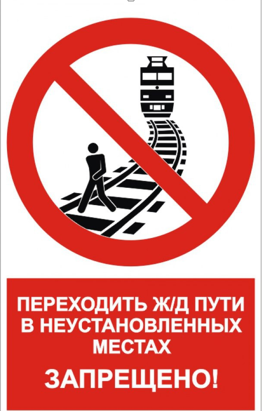 ПЕРЕХОДИТЬ Ж/Д ПУТИ
В НЕУСТАНОВЛЕННЫХ
МЕСТАХ
ЗАПРЕЩЕНО!